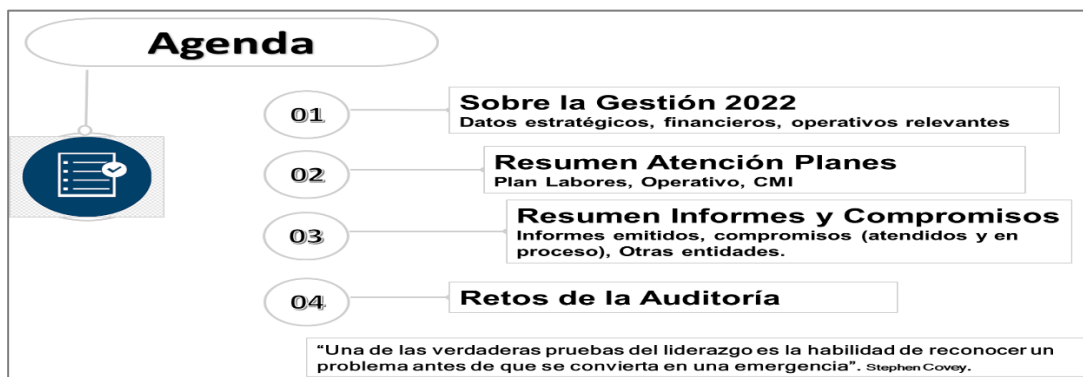 Agenda
01
Sobre la Gestión 2022
Datos estratégicos, financieros, operativos relevantes
02
Resumen Atención Planes
Plan Labores, Operativo, CMI
03
Resumen Informes y Compromisos
Informes emitidos, compromisos (atendidos y en
proceso), Otras entidades.
04
Retos de la Auditoría
“Una de las verdaderas pruebas del liderazgo es la habilidad de reconocer un
problema antes de que se convierta en una emergencia”. Stephen Covey.